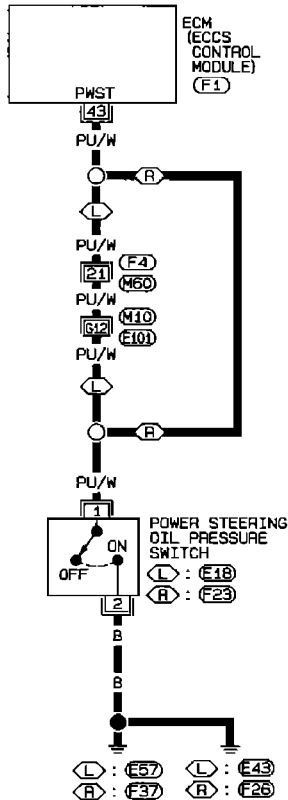 ECM
(ECCS
CONTROL
MODULE)
F1
PWST
43
PU/W
R
L
PU/W
21
F4
M60
PU/W
G12
M10
E101
PU/W
L
R
PU/W
1
POWER STEERING
OIL PRESSURE
SWITCH
ON
OFF
L : E18
R : F23
2
B
B
L : E57
L : E43
R : F37
R : F26